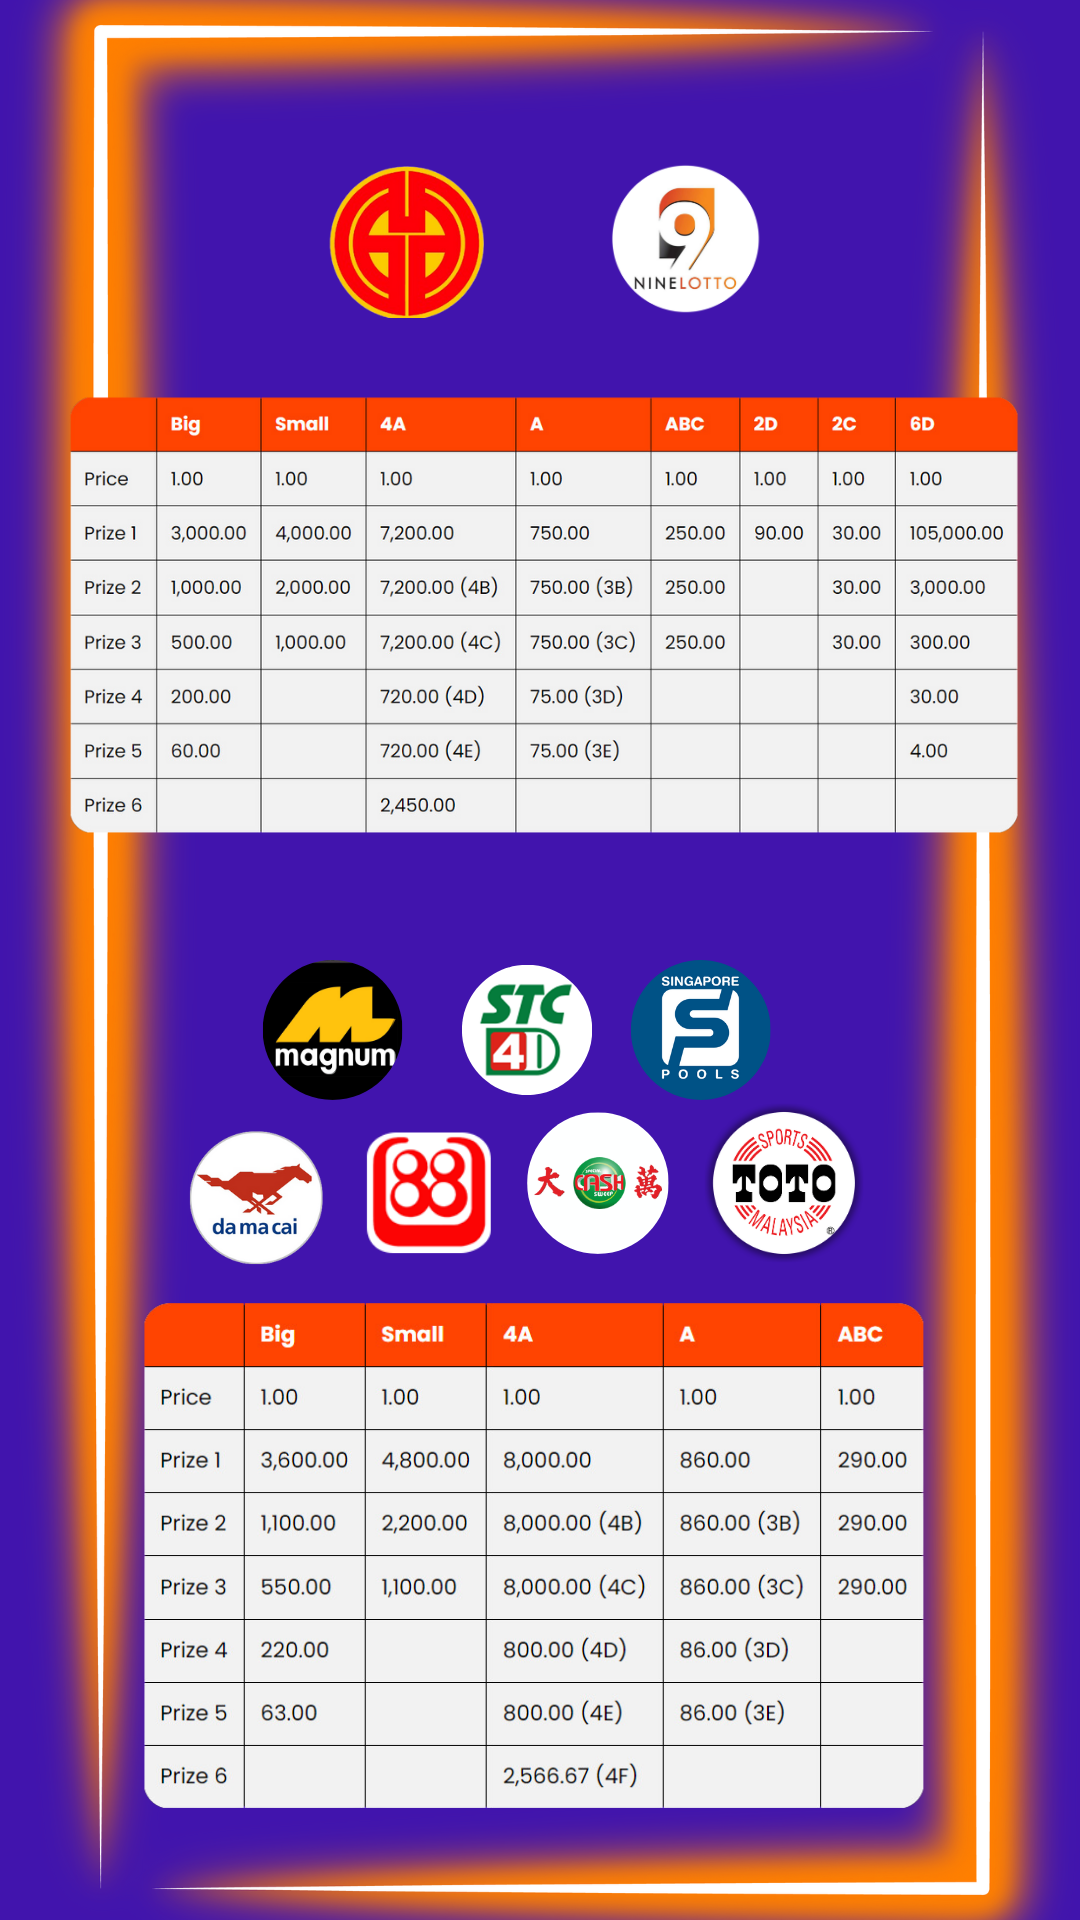 NINELOTTO
Big Small 4A A ABC 2D 2C 6D
Price 1.00 1.00 1.00 1.00 1.00 1.00 1.00 1.00
Prize 1 3,000.00 4,000.00 7,200.00 750.00 250.00 90.00 30.00 105,000.00
Prize 2 1,000.00 2,000.00 7,200.00 (4B) 750.00 (3B) 250.00 30.00 3,000.00
Prize 3 500.00 1,000.00 7,200.00 (4C) 750.00 (3C) 250.00 30.00 300.00
Prize 4 200.00 720.00 (4D) 75.00 (3D) 30.00
Prize 5 60.00 720.00 (4E) 75.00 (3E) 4.00
Prize 6 2,450.00
magnum
STC
4D
SINGAPORE
POOLS
da ma cai
88
大 SPECIAL CASH SWEEP 萬
SPORTS
TOTO
MALAYSIA
®
Big Small 4A A ABC
Price 1.00 1.00 1.00 1.00 1.00
Prize 1 3,600.00 4,800.00 8,000.00 860.00 290.00
Prize 2 1,100.00 2,200.00 8,000.00 (4B) 860.00 (3B) 290.00
Prize 3 550.00 1,100.00 8,000.00 (4C) 860.00 (3C) 290.00
Prize 4 220.00 800.00 (4D) 86.00 (3D)
Prize 5 63.00 800.00 (4E) 86.00 (3E)
Prize 6 2,566.67 (4F)